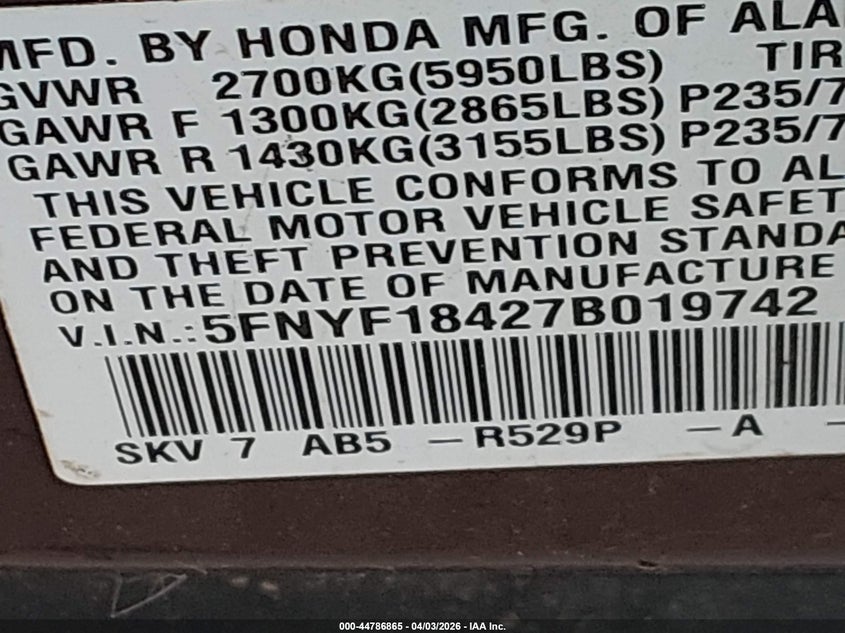 MFD. BY HONDA MFG. OF ALA
GVWR 2700KG(5950LBS) TIR
GAWR F 1300KG(2865LBS) P235/7
GAWR R 1430KG(3155LBS) P235/7
THIS VEHICLE CONFORMS TO AL
FEDERAL MOTOR VEHICLE SAFET
AND THEFT PREVENTION STANDA
ON THE DATE OF MANUFACTURE
V.I.N.:5FNYF18427B019742
SKV 7 AB5 — R529P — A —
000-44786865 - 04/03/2026 - IAA Inc.